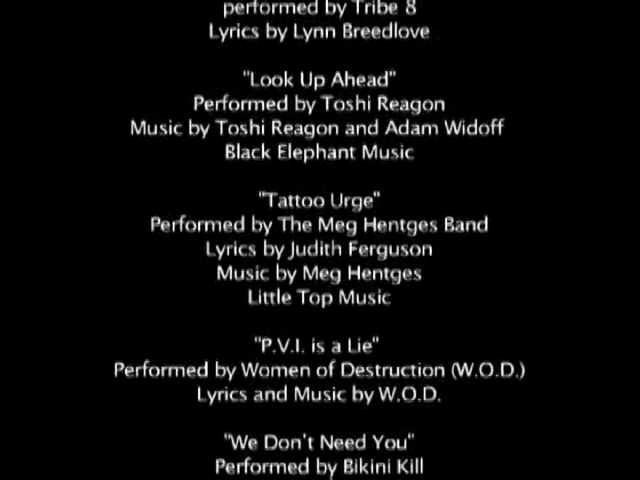 performed by Tribe 8
Lyrics by Lynn Breedlove
"Look Up Ahead"
Performed by Toshi Reagon
Music by Toshi Reagon and Adam Widoff
Black Elephant Music
"Tattoo Urge"
Performed by The Meg Hentges Band
Lyrics by Judith Ferguson
Music by Meg Hentges
Little Top Music
"P.V.I. is a Lie"
Performed by Women of Destruction (W.O.D.)
Lyrics and Music by W.O.D.
"We Don't Need You"
Performed by Bikini Kill